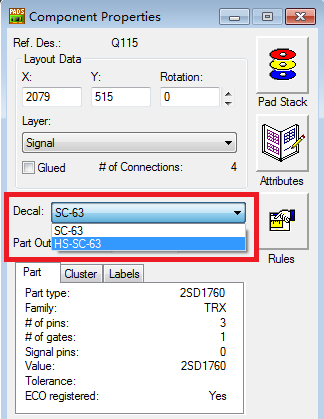 PADS
Component Properties
Ref. Des.: Q115
Layout Data
X: Y: Rotation:
2079 515 0
Pad Stack
Layer:
Signal
Glued # of Connections: 4
Attributes
Decal: SC-63
SC-63
Part Out HS-SC-63
Rules
Part Cluster Labels
Part type: 2SD1760
Family: TRX
# of pins: 3
# of gates: 1
Signal pins: 0
Value: 2SD1760
Tolerance:
ECO registered: Yes